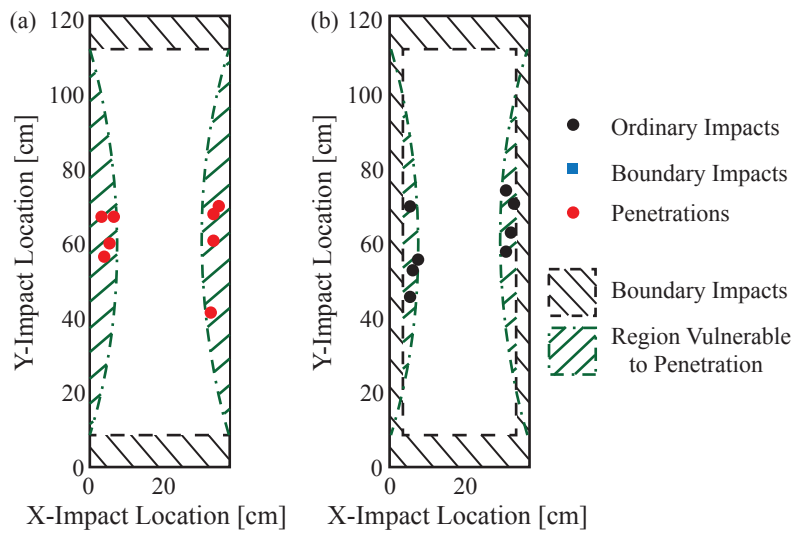 (a)
120
100
80
60
40
20
0
Y-Impact Location [cm]
0
20
X-Impact Location [cm]
(b)
120
100
80
60
40
20
0
Y-Impact Location [cm]
0
20
X-Impact Location [cm]
Ordinary Impacts
Boundary Impacts
Penetrations
Boundary Impacts
Region Vulnerable
to Penetration